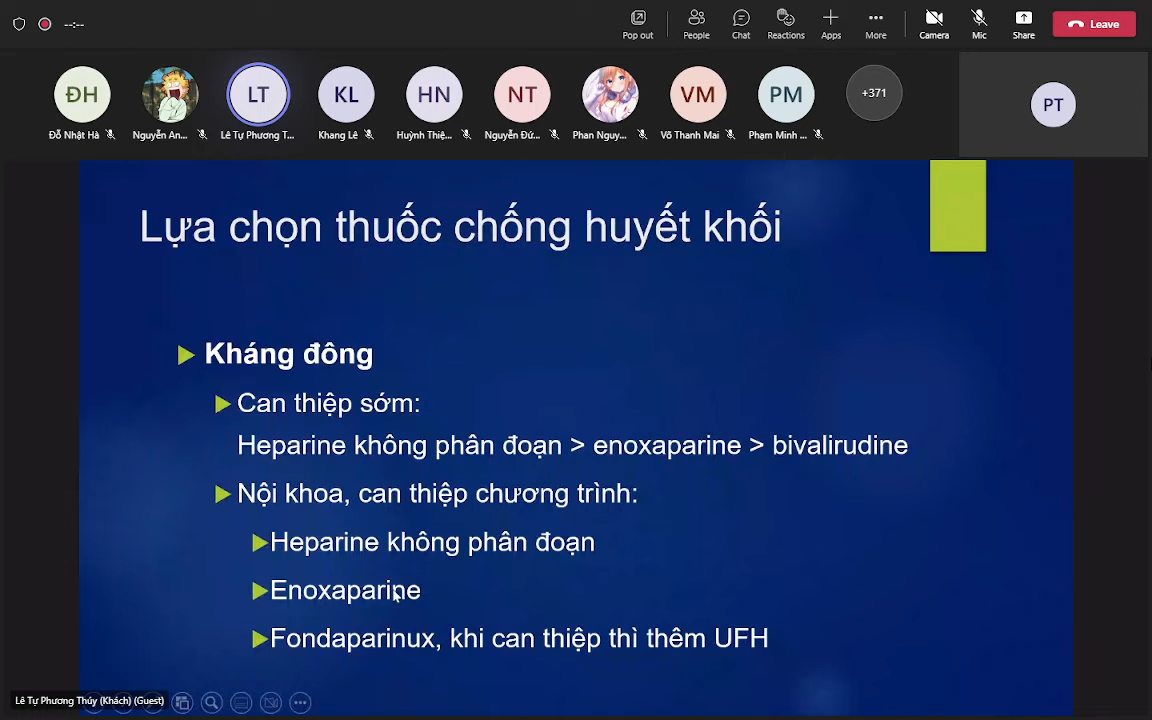 --:--
Pop out
People
Chat
Reactions
Apps
More
Camera
Mic
Share
Leave
ĐH
LT
KL
HN
NT
VM
PM
+371
PT
Đỗ Nhật Hà
Nguyễn An...
Lê Tự Phương T...
Khang Lê
Huỳnh Thiệ...
Nguyễn Đứ...
Phan Nguy...
Võ Thanh Mai
Phạm Minh ...
Lựa chọn thuốc chống huyết khối
Kháng đông
Can thiệp sớm:
Heparine không phân đoạn > enoxaparine > bivalirudine
Nội khoa, can thiệp chương trình:
Heparine không phân đoạn
Enoxaparine
Fondaparinux, khi can thiệp thì thêm UFH
Lê Tự Phương Thúy (Khách) (Guest)